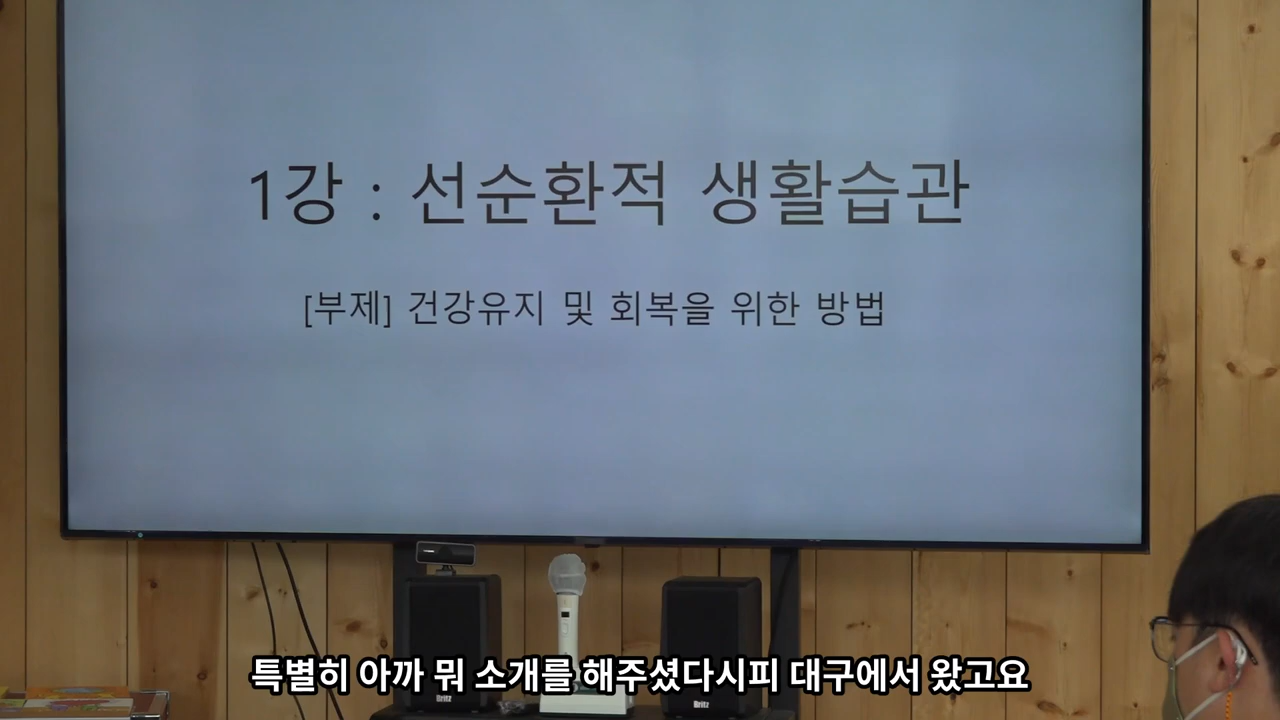 1강 : 선순환적 생활습관
[부제] 건강유지 및 회복을 위한 방법
Britz
Britz
특별히 아까 뭐 소개를 해주셨다시피 대구에서 왔고요